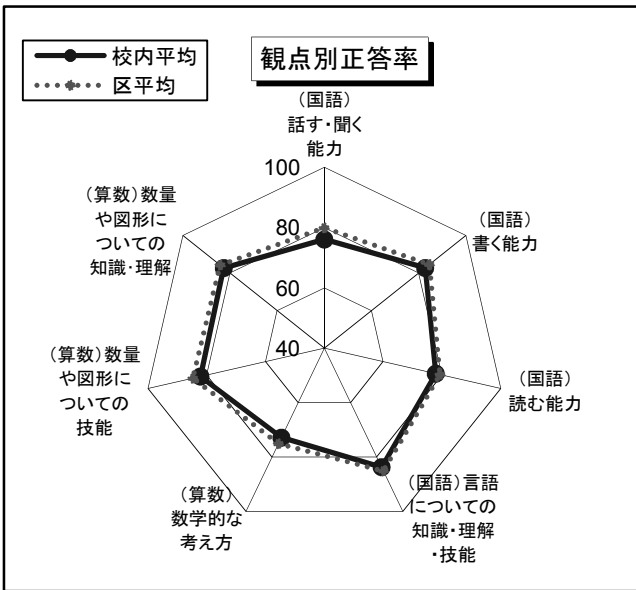 校内平均
区平均
観点別正答率
（国語）
話す・聞く
能力
100
80
60
40
（国語）
書く能力
（国語）
読む能力
（国語）言語
についての
知識・理解
・技能
（算数）
数学的な
考え方
（算数）数量
や図形に
ついての
技能
（算数）数量
や図形に
ついての
知識・理解